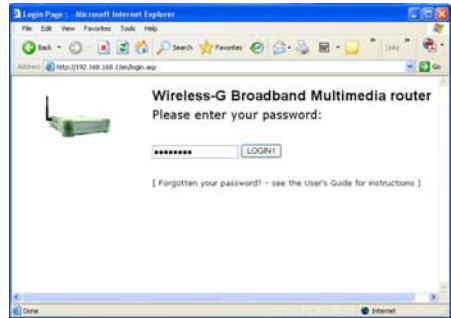 Login Page : - Microsoft Internet Explorer
File Edit View Favorites Tools Help
Back Search Favorites Links
Address http://192.168.168.1/en/login.asp Go
Wireless-G Broadband Multimedia router
Please enter your password:
•••••••• LOGIN!
[ Forgotten your password? - see the User's Guide for instructions ]
Done Internet